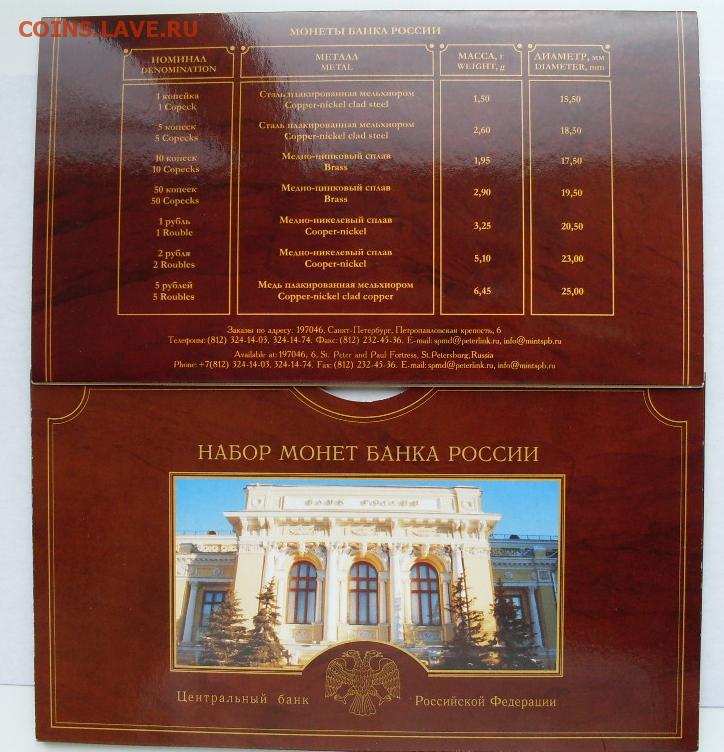 COINS.LAVE.RU
МОНЕТЫ БАНКА РОССИИ
НОМИНАЛ
DENOMINATION
МЕТАЛЛ
METAL
МАССА, г
WEIGHT, g
ДИАМЕТР, мм
DIAMETER, mm
1 копейка
1 Copeck
Сталь плакированная мельхиором
Copper-nickel clad steel
1,50
15,50
5 копеек
5 Copecks
Сталь плакированная мельхиором
Copper-nickel clad steel
2,60
18,50
10 копеек
10 Copecks
Медно-цинковый сплав
Brass
1,95
17,50
50 копеек
50 Copecks
Медно-цинковый сплав
Brass
2,90
19,50
1 рубль
1 Rouble
Медно-никелевый сплав
Cooper-nickel
3,25
20,50
2 рубля
2 Roubles
Медно-никелевый сплав
Cooper-nickel
5,10
23,00
5 рублей
5 Roubles
Медь плакированная мельхиором
Copper-nickel clad copper
6,45
25,00
Заказы по адресу: 197046, Санкт-Петербург, Петропавловская крепость, 6
Телефоны: (812) 324-14-03, 324-14-74. Факс: (812) 232-45-36. E-mail: spmd@peterlink.ru, info@mintspb.ru
Available at: 197046, 6, St. Peter and Paul Fortress, St. Petersburg, Russia
Phone: +7(812) 324-14-03, 324-14-74. Fax: (812) 232-45-36. E-mail: spmd@peterlink.ru, info@mintspb.ru
НАБОР МОНЕТ БАНКА РОССИИ
БАНК РОССИИ
Центральный банк
Российской Федерации